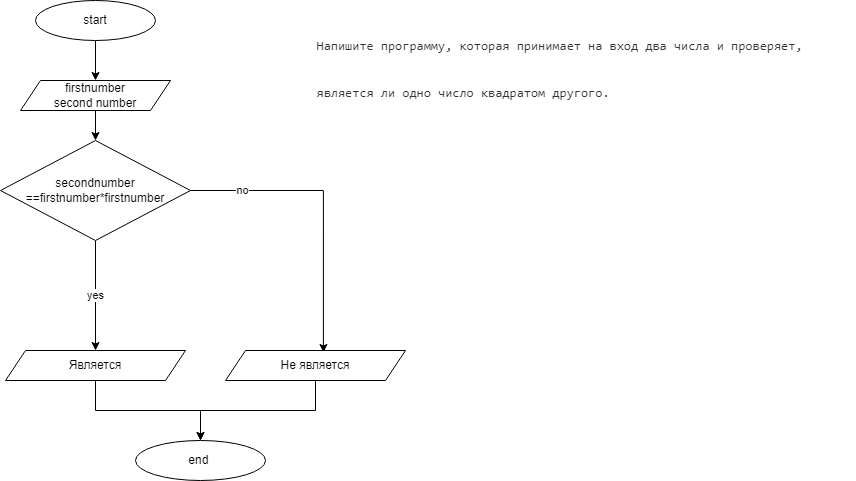 start
Напишите программу, которая принимает на вход два числа и проверяет,
является ли одно число квадратом другого.
firstnumber
second number
secondnumber
==firstnumber*firstnumber
no
yes
Является
Не является
end